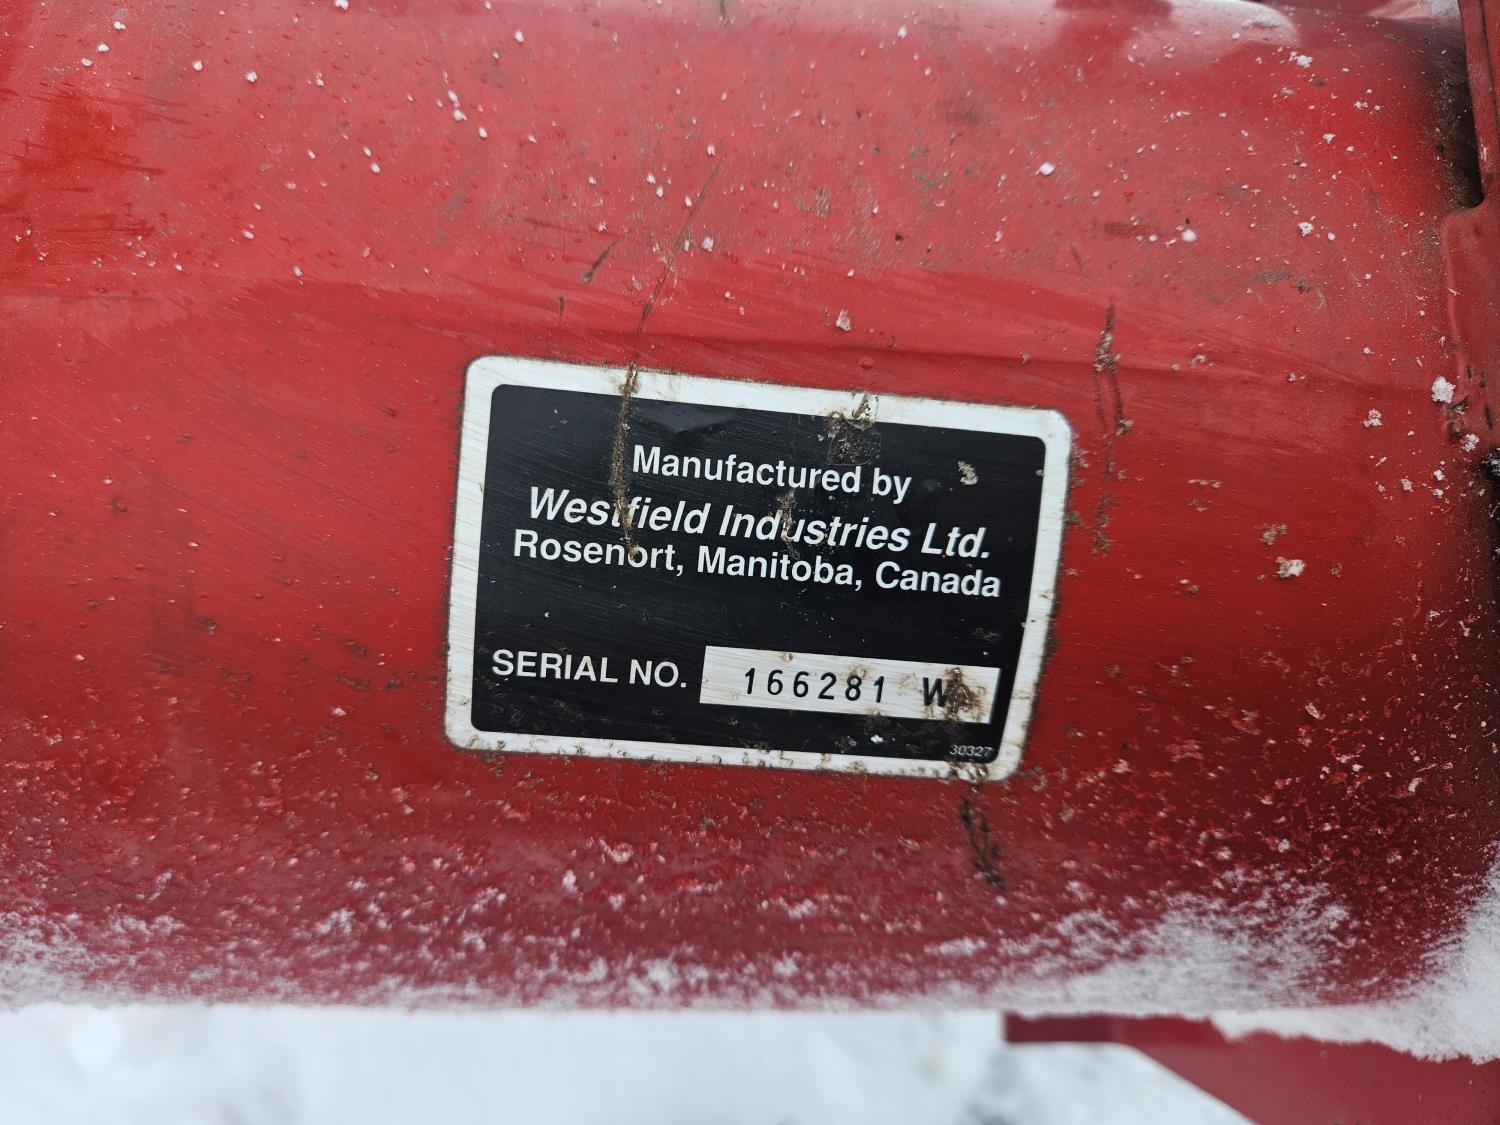 Manufactured by
Westfield Industries Ltd.
Rosenort, Manitoba, Canada
SERIAL NO. 166281 W
30327